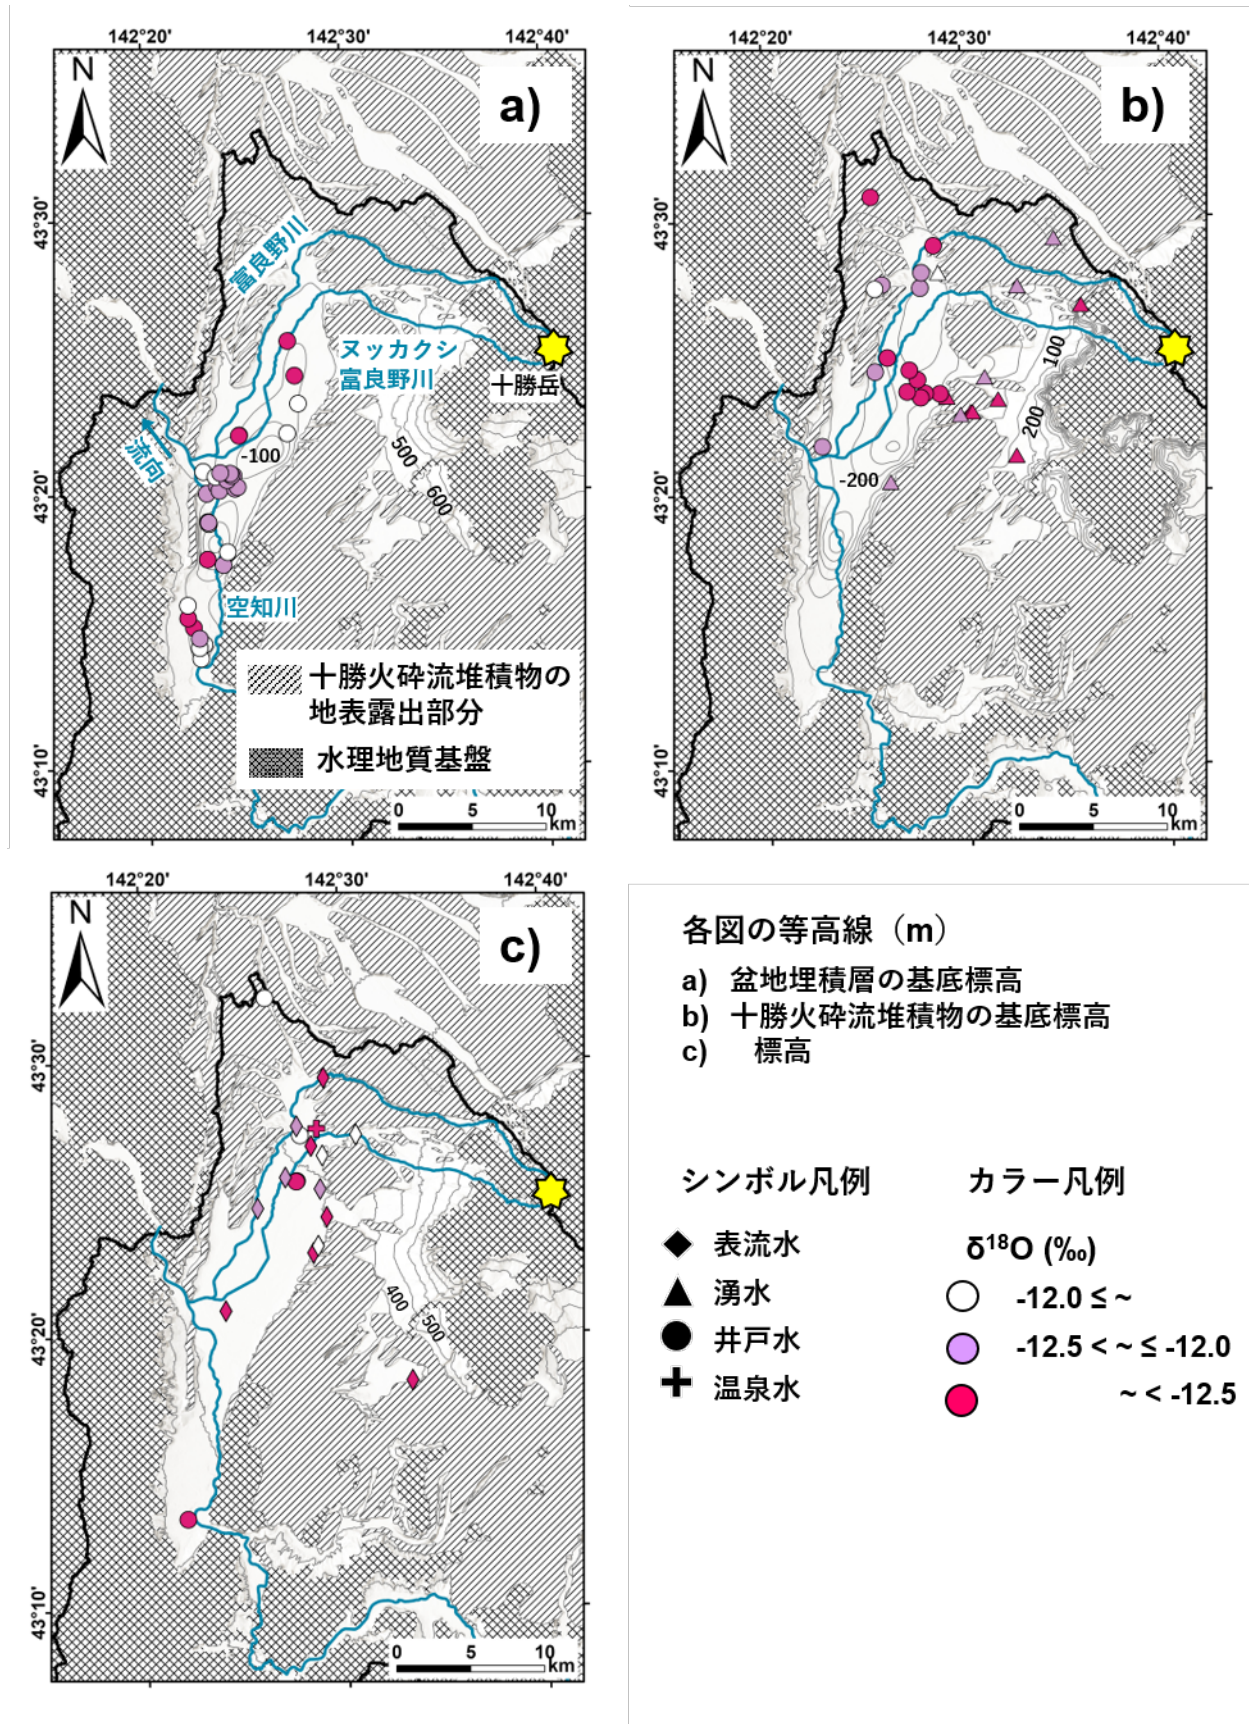 142°20'
142°30'
142°40'
N
a)
43°30'
43°20'
43°10'
富良野川
ヌッカクシ
富良野川
十勝岳
流向
-100
500
600
空知川
十勝火砕流堆積物の
地表露出部分
水理地質基盤
0 5 10
km
142°20'
142°30'
142°40'
N
b)
43°30'
43°20'
43°10'
100
200
-200
0 5 10
km
142°20'
142°30'
142°40'
N
c)
43°30'
43°20'
43°10'
400
500
0 5 10
km
各図の等高線（m）
a) 盆地埋積層の基底標高
b) 十勝火砕流堆積物の基底標高
c) 標高
シンボル凡例
表流水
湧水
井戸水
温泉水
カラー凡例
δ¹⁸O (‰)
-12.0 ≤ ~
-12.5 < ~ ≤ -12.0
~ < -12.5